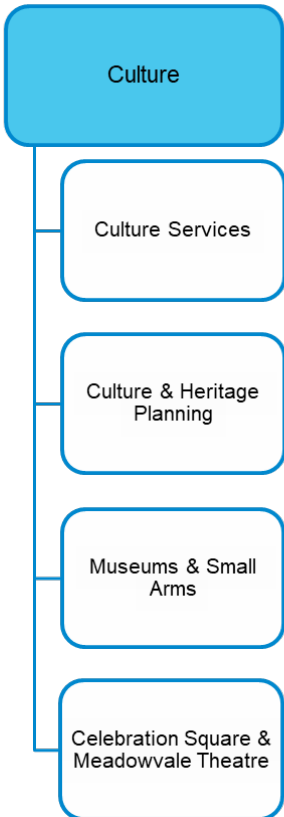 Culture
Culture Services
Culture & Heritage
Planning
Museums & Small
Arms
Celebration Square &
Meadowvale Theatre